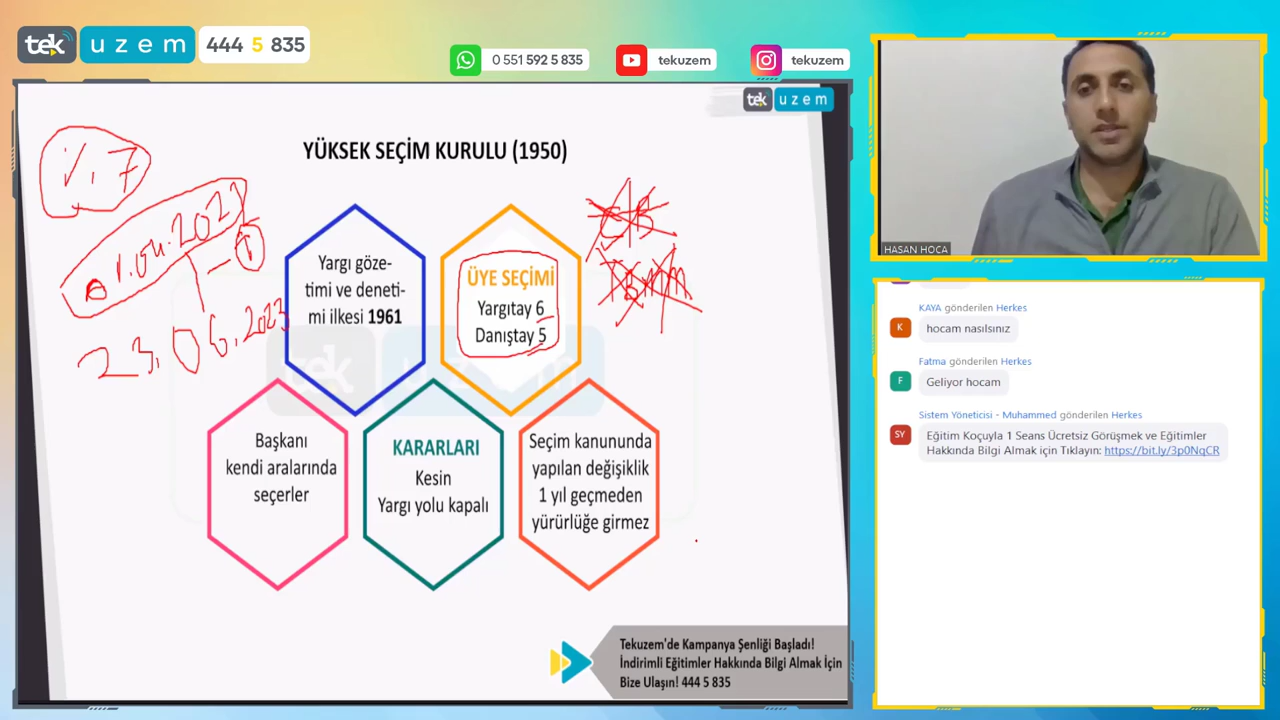 tek uzem 444 5 835
0 551 592 5 835
tekuzem
tekuzem
tek uzem
YÜKSEK SEÇİM KURULU (1950)
Yargı göze-
timi ve deneti-
mi ilkesi 1961
ÜYE SEÇİMİ
Yargıtay 6
Danıştay 5
Başkanı
kendi aralarında
seçerler
KARARLARI
Kesin
Yargı yolu kapalı
Seçim kanununda
yapılan değişiklik
1 yıl geçmeden
yürürlüğe girmez
%7
23.06.2023
tek uzem
Tekuzem'de Kampanya Şenliği Başladı!
İndirimli Eğitimler Hakkında Bilgi Almak İçin
Bize Ulaşın! 444 5 835
HASAN HOCA
KAYA gönderilen Herkes
K
hocam nasılsınız
Fatma gönderilen Herkes
F
Geliyor hocam
Sistem Yöneticisi - Muhammed gönderilen Herkes
SY
Eğitim Koçuyla 1 Seans Ücretsiz Görüşmek ve Eğitimler
Hakkında Bilgi Almak için Tıklayın: https://bit.ly/3p0NqCR